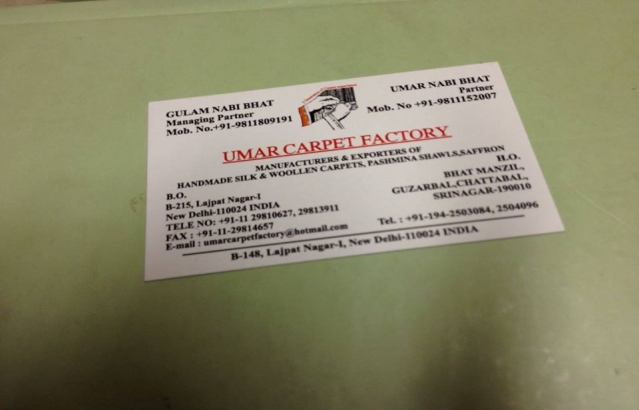 GULAM NABI BHAT
Managing Partner
Mob. No.+91-9811809191
UMAR NABI BHAT
Partner
Mob. No +91-9811152007
UMAR CARPET FACTORY
MANUFACTURERS & EXPORTERS OF
HANDMADE SILK & WOOLLEN CARPETS, PASHMINA SHAWLS,SAFFRON
B.O.
B-215, Lajpat Nagar-I
New Delhi-110024 INDIA
TELE NO: +91-11 29810627, 29813911
FAX : +91-11-29814657
E-mail : umarcarpetfactory@hotmail.com
H.O.
BHAT MANZIL,
GUZARBAL,CHATTABAL,
SRINAGAR-190010
Tel. : +91-194-2503084, 2504096
B-148, Lajpat Nagar-I, New Delhi-110024 INDIA